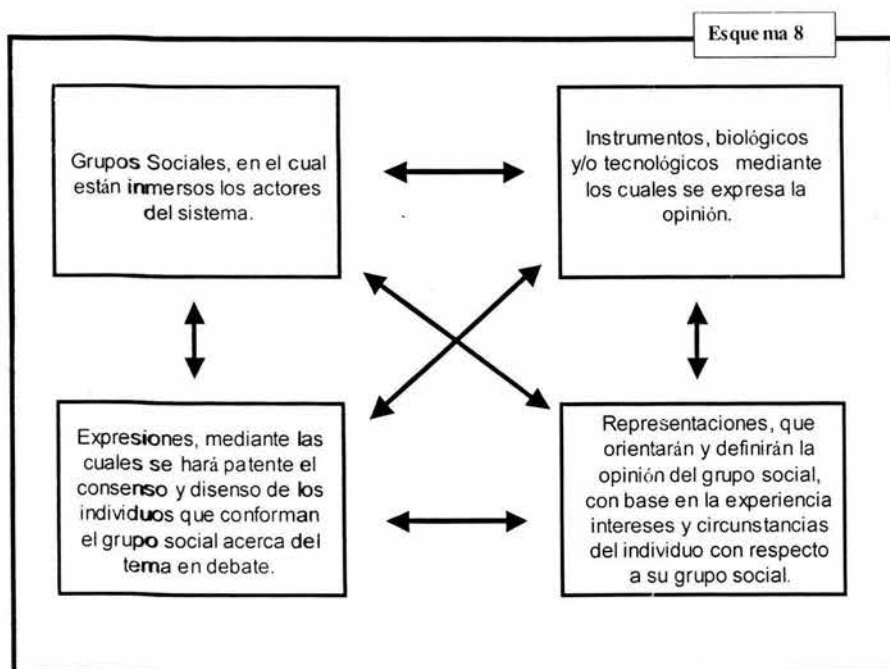 Esquema 8
Grupos Sociales, en el cual
están inmersos los actores
del sistema.
Instrumentos, biológicos
y/o tecnológicos mediante
los cuales se expresa la
opinión.
Expresiones, mediante las
cuales se hará patente el
consenso y disenso de los
individuos que conforman
el grupo social acerca del
tema en debate.
Representaciones, que
orientarán y definirán la
opinión del grupo social,
con base en la experiencia
intereses y circunstancias
del individuo con respecto
a su grupo social.